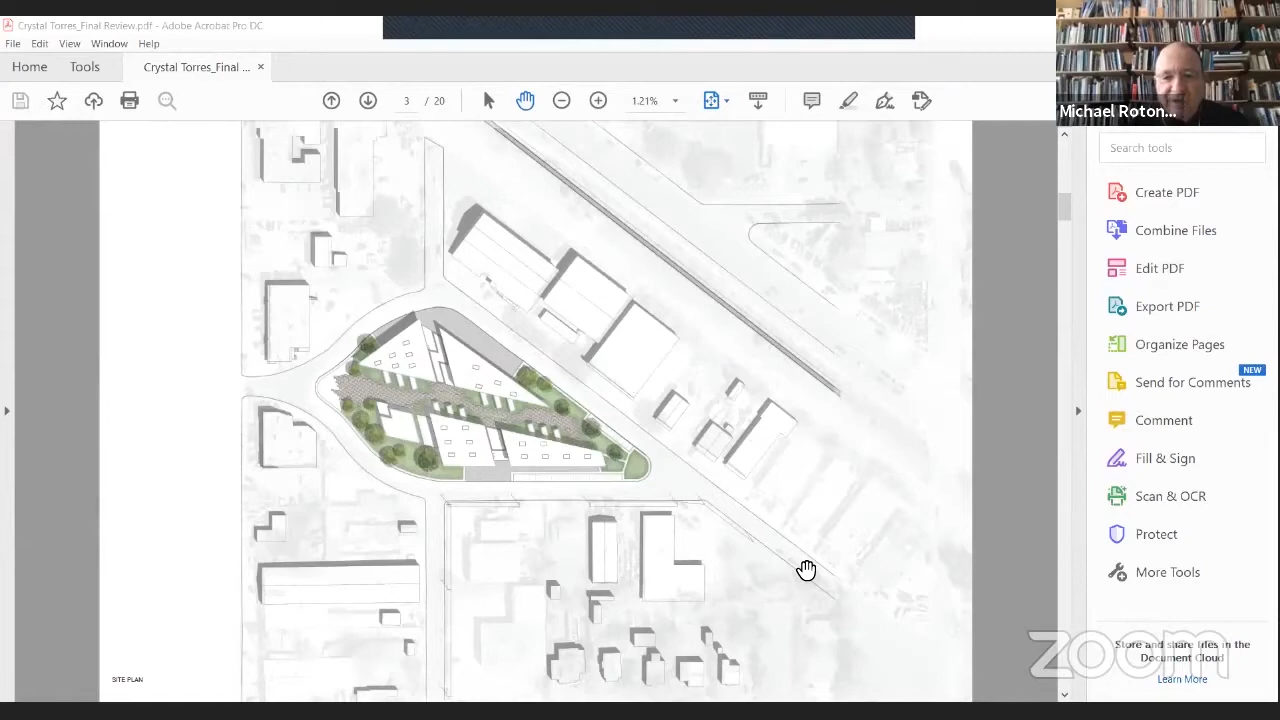 Crystal Torres_Final Review.pdf - Adobe Acrobat Pro DC
File Edit View Window Help
Home Tools Crystal Torres_Final ... ×
3 20 1.21%
Michael Roton...
Search tools
Create PDF
Combine Files
Edit PDF
Export PDF
Organize Pages
NEW
Send for Comments
Comment
Fill & Sign
Scan & OCR
Protect
More Tools
Store and share files in the
Document Cloud
Learn More
zoom
SITE PLAN